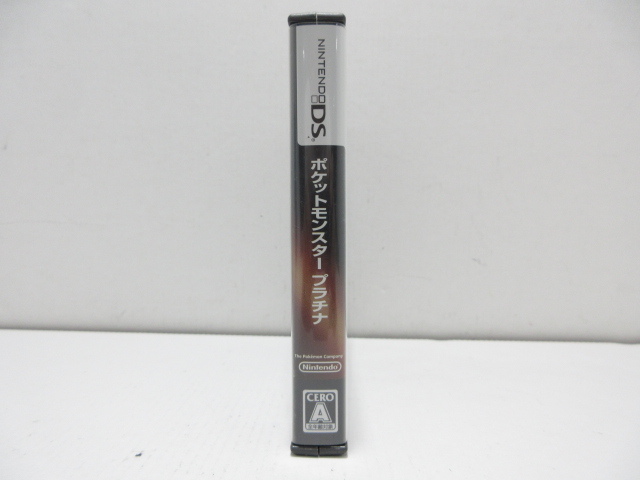 NINTENDO DS
ポケットモンスター プラチナ
The Pokémon Company
Nintendo
CERO
A